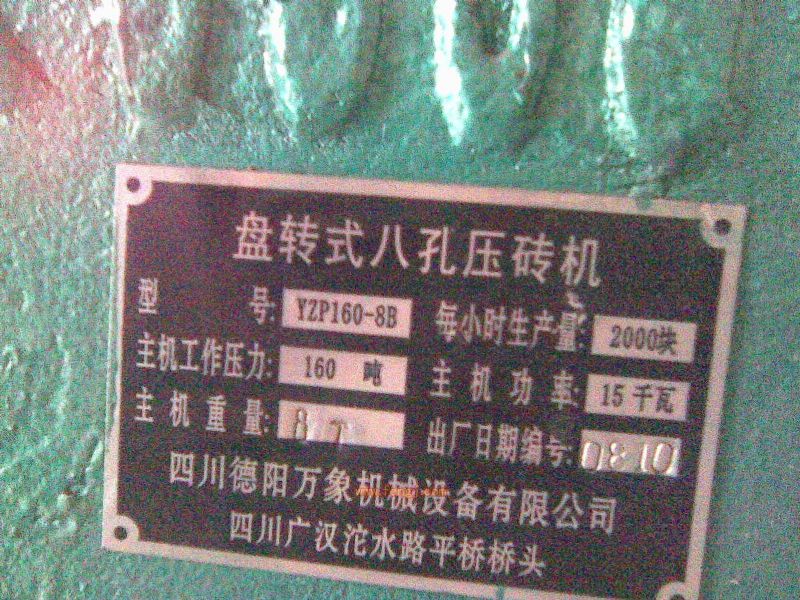 盘转式八孔压砖机
型 号: YZP160-8B 每小时生产量: 2000块
主机工作压力: 160 吨 主机功率: 15 千瓦
主机重量: 8 出厂日期编号: 0810
四川德阳万象机械设备有限公司
四川广汉沱水路平桥桥头